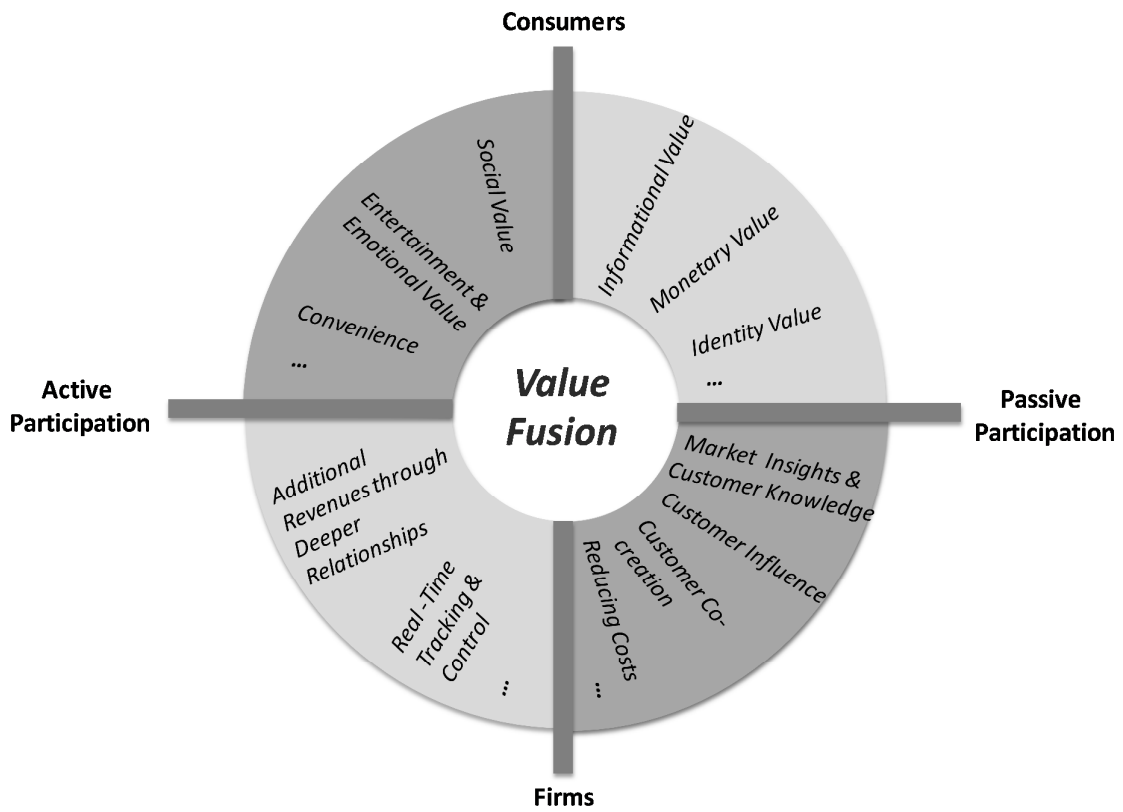 Consumers
Social Value
Entertainment &
Emotional Value
Convenience
...
Informational Value
Monetary Value
Identity Value
...
Active
Participation
Value
Fusion
Passive
Participation
Additional
Revenues through
Deeper
Relationships
Real -Time
Tracking &
Control
...
Market Insights &
Customer Knowledge
Customer Influence
Customer Co-
creation
Reducing Costs
...
Firms